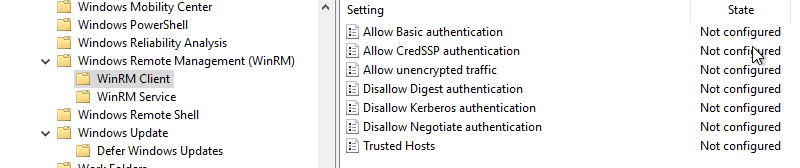 Windows Mobility Center
Windows PowerShell
Windows Reliability Analysis
Windows Remote Management (WinRM)
WinRM Client
WinRM Service
Windows Remote Shell
Windows Update
Defer Windows Updates
Work Folders
Setting State
Allow Basic authentication Not configured
Allow CredSSP authentication Not configured
Allow unencrypted traffic Not configured
Disallow Digest authentication Not configured
Disallow Kerberos authentication Not configured
Disallow Negotiate authentication Not configured
Trusted Hosts Not configured